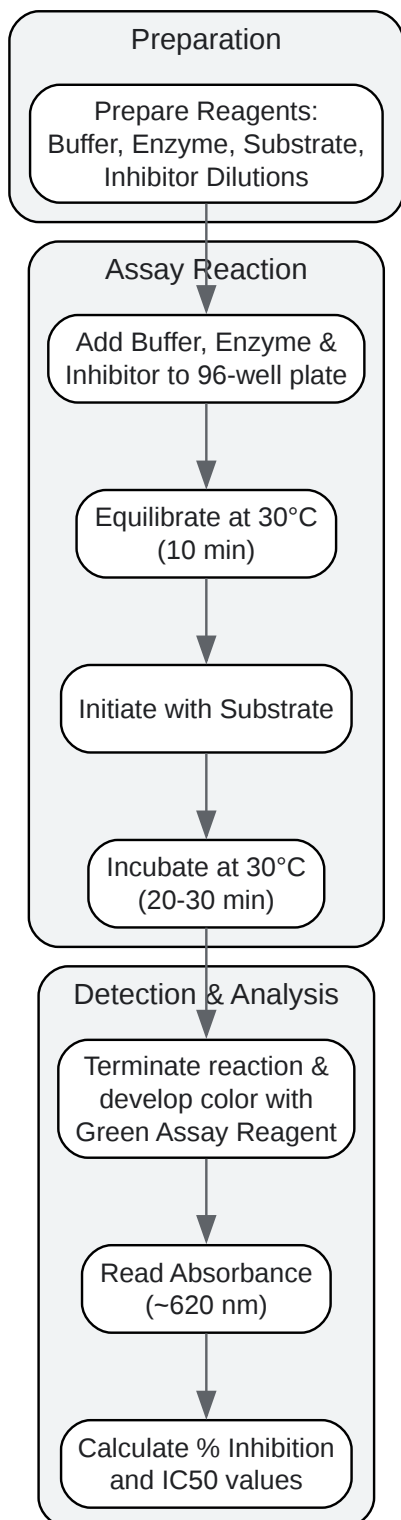 Preparation
Prepare Reagents:
Buffer, Enzyme, Substrate,
Inhibitor Dilutions
Assay Reaction
Add Buffer, Enzyme &
Inhibitor to 96-well plate
Equilibrate at 30°C
(10 min)
Initiate with Substrate
Incubate at 30°C
(20-30 min)
Detection & Analysis
Terminate reaction &
develop color with
Green Assay Reagent
Read Absorbance
(~620 nm)
Calculate % Inhibition
and IC50 values